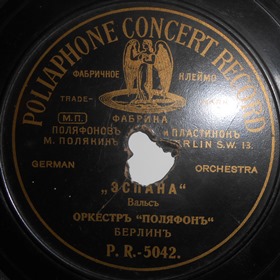 POLIAPHONE CONCERT RECORD
ФАБРИЧНОЕ КЛЕЙМО
TRADE MARK
ФАБРИКА
М.П. ПОЛЯФОНОВЪ и ПЛАСТИНОКЪ
М. ПОЛЯКИНЪ BERLIN S.W. 13.
GERMAN ORCHESTRA
„ЭСПАНА"
Вальсъ
ОРКЕСТРЪ "ПОЛЯФОНЪ"
БЕРЛИНЪ
P. R.-5042.